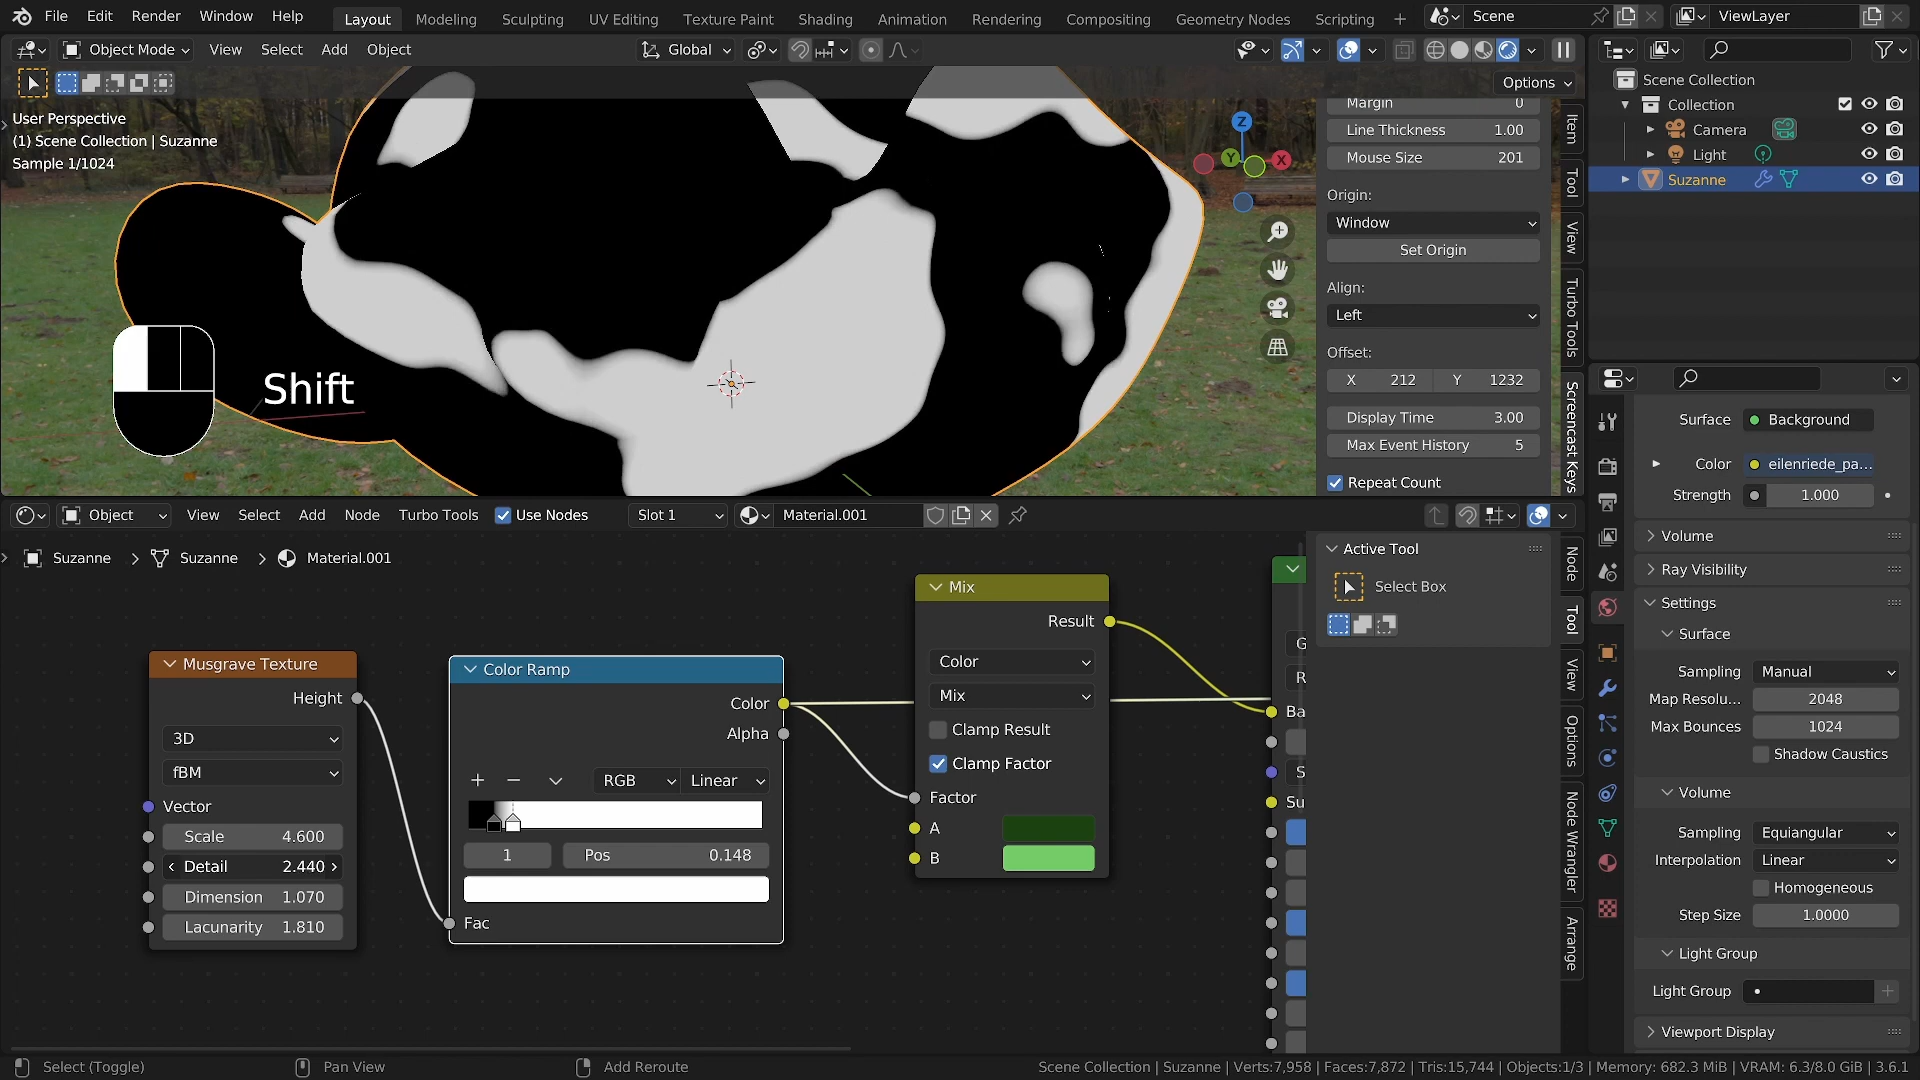 File Edit Render Window Help Layout Modeling Sculpting UV Editing Texture Paint Shading Animation Rendering Compositing Geometry Nodes Scripting + Scene ViewLayer
Object Mode View Select Add Object Global
Options
User Perspective
(1) Scene Collection | Suzanne
Sample 1/1024
Z
Y
X
Shift
Margin 0
Line Thickness 1.00
Mouse Size 201
Origin:
Window
Set Origin
Align:
Left
Offset:
X 212 Y 1232
Display Time 3.00
Max Event History 5
Repeat Count
Item
Tool
View
Turbo Tools
Screencast Keys
Scene Collection
Collection
Camera
Light
Suzanne
Object View Select Add Node Turbo Tools Use Nodes Slot 1 Material.001
Suzanne > Suzanne > Material.001
Musgrave Texture
Height
3D
fBM
Vector
Scale 4.600
Detail 2.440
Dimension 1.070
Lacunarity 1.810
Color Ramp
Color
Alpha
+ − RGB Linear
1 Pos 0.148
Fac
Mix
Result
Color
Mix
Clamp Result
Clamp Factor
Factor
A
B
G
R
Ba
S
Su
Active Tool
Select Box
Node
Tool
View
Options
Node Wrangler
Arrange
Surface Background
Color eilenriede_pa...
Strength 1.000
Volume
Ray Visibility
Settings
Surface
Sampling Manual
Map Resolu... 2048
Max Bounces 1024
Shadow Caustics
Volume
Sampling Equiangular
Interpolation Linear
Homogeneous
Step Size 1.0000
Light Group
Light Group
Viewport Display
Select (Toggle) Pan View Add Reroute Scene Collection | Suzanne | Verts:7,958 | Faces:7,872 | Tris:15,744 | Objects:1/3 | Memory: 682.3 MiB | VRAM: 6.3/8.0 GiB | 3.6.1